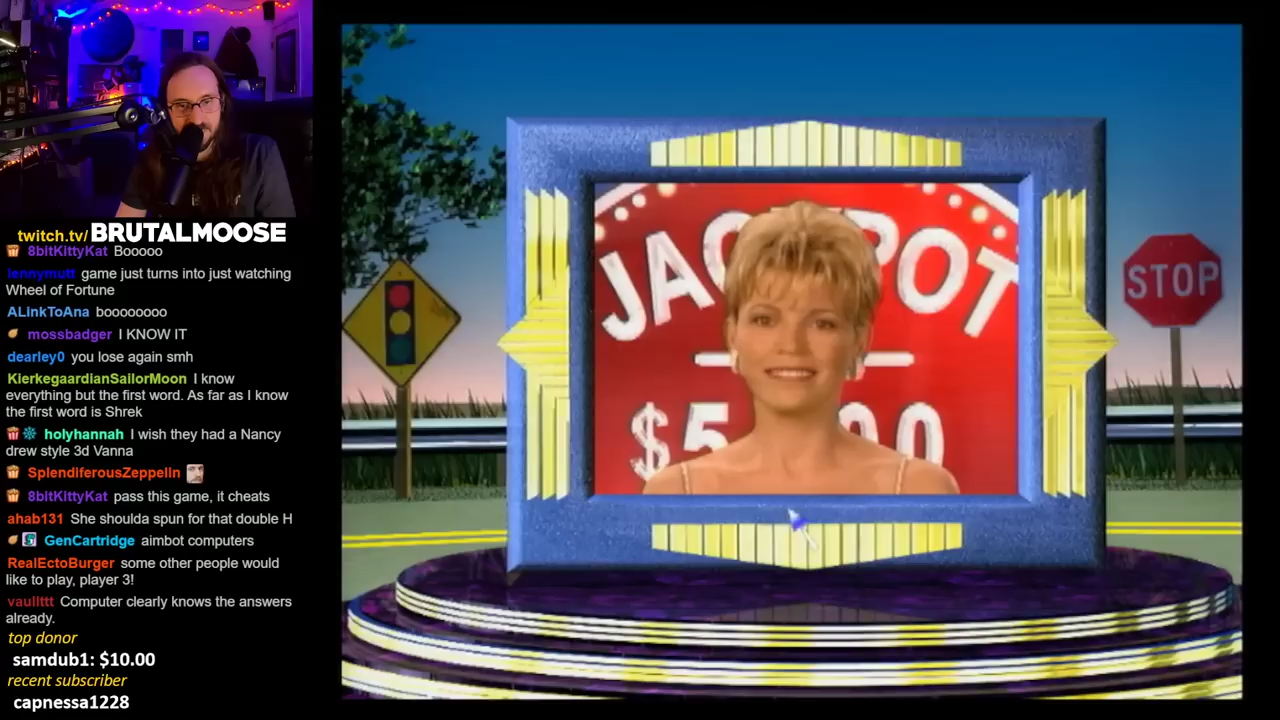 twitch.tv/BRUTALMOOSE
8bitKittyKat Booooo
lennymutt game just turns into just watching
Wheel of Fortune
ALinkToAna boooooooo
mossbadger I KNOW IT
dearley0 you lose again smh
KierkegaardianSailorMoon I know
everything but the first word. As far as I know
the first word is Shrek
holyhannah I wish they had a Nancy
drew style 3d Vanna
SplendiferousZeppelin
8bitKittyKat pass this game, it cheats
ahab131 She shoulda spun for that double H
GenCartridge aimbot computers
RealEctoBurger some other people would
like to play, player 3!
vaullttt Computer clearly knows the answers
already.
top donor
samdub1: $10.00
recent subscriber
capnessa1228
STOP